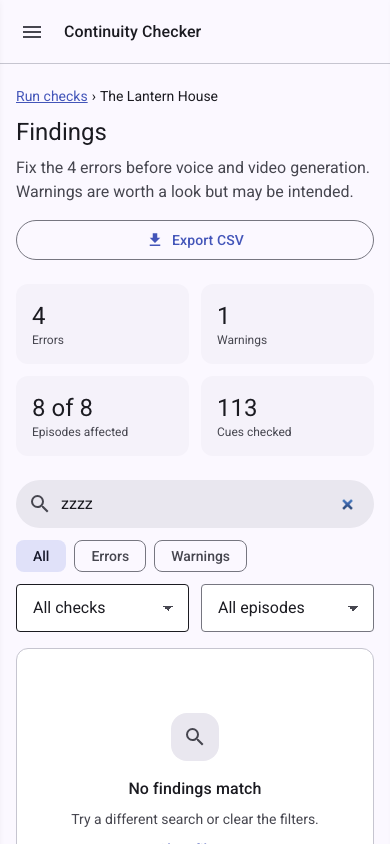 Continuity Checker
Run checks › The Lantern House
Findings
Fix the 4 errors before voice and video generation.
Warnings are worth a look but may be intended.
Export CSV
4
Errors
1
Warnings
8 of 8
Episodes affected
113
Cues checked
zzzz
All
Errors
Warnings
All checks
All episodes
No findings match
Try a different search or clear the filters.